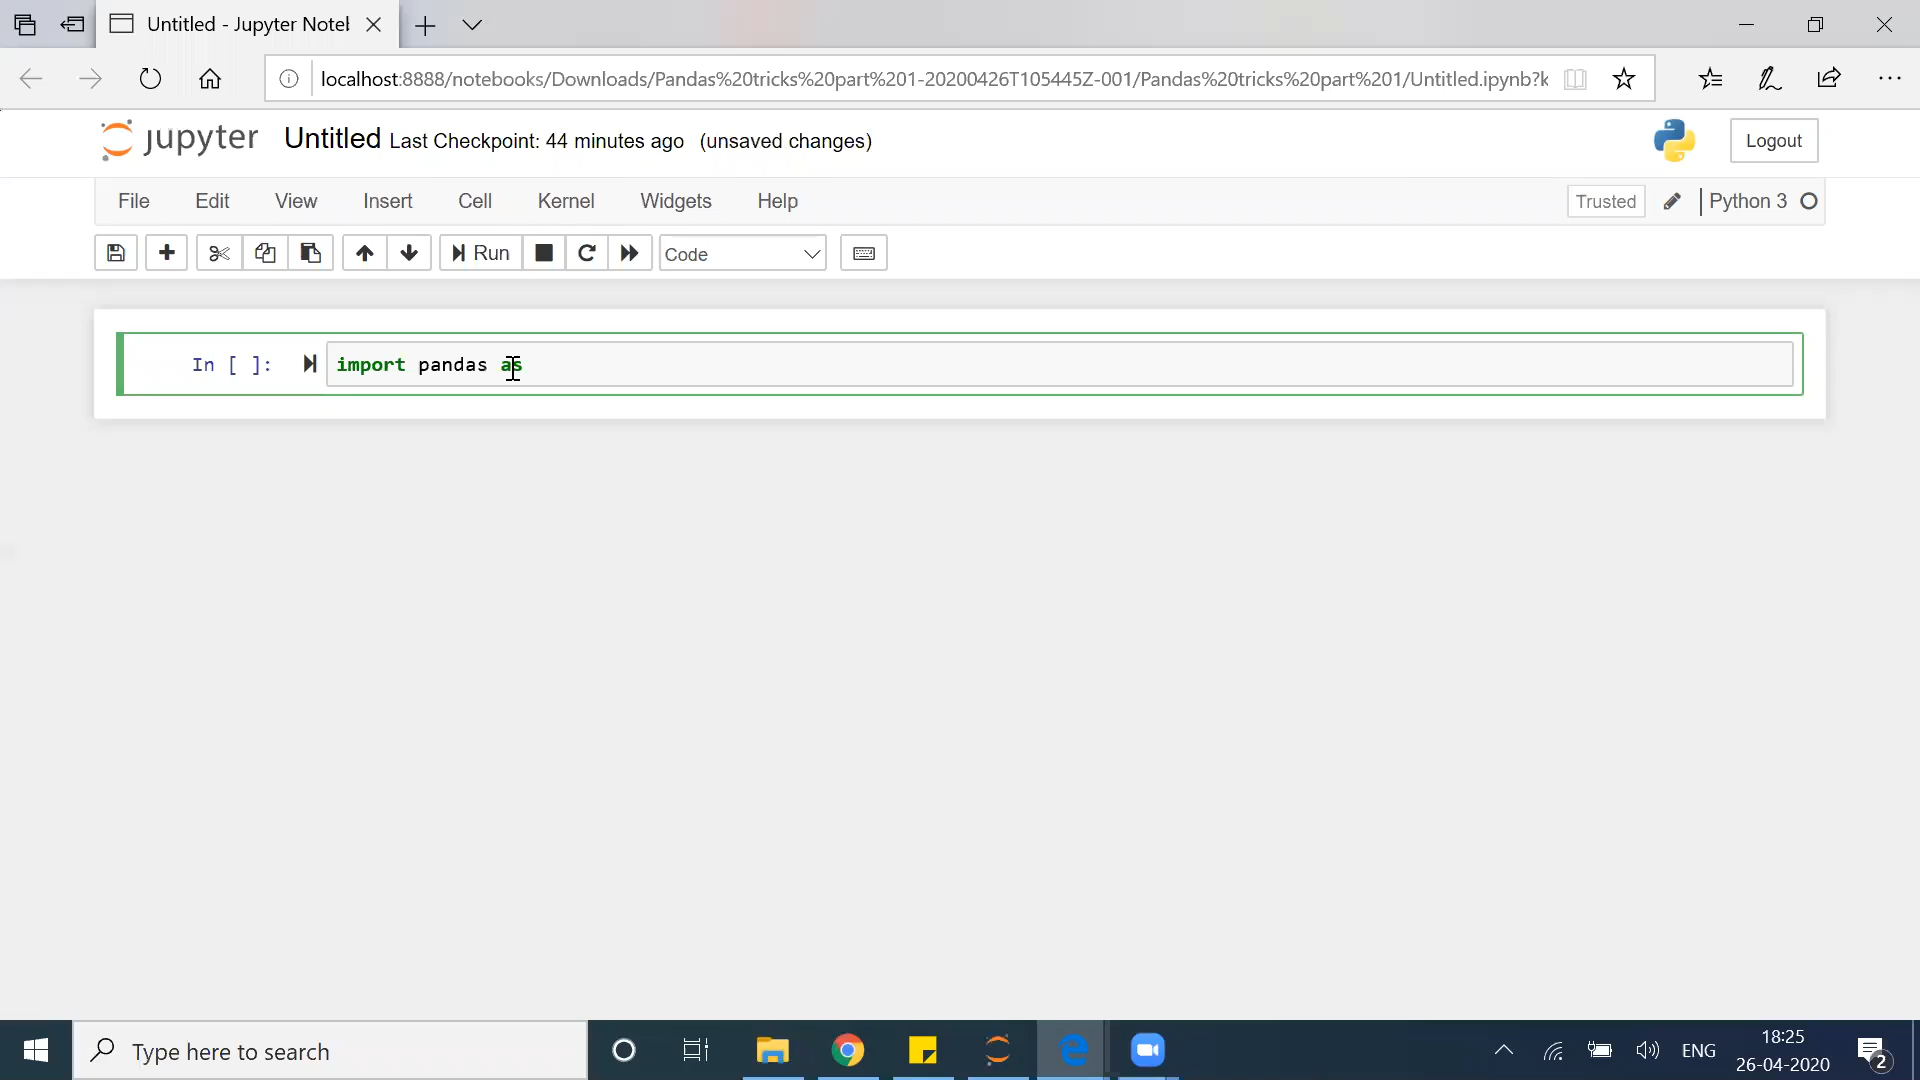 Untitled - Jupyter Notel
localhost:8888/notebooks/Downloads/Pandas%20tricks%20part%201-20200426T105445Z-001/Pandas%20tricks%20part%201/Untitled.ipynb?k
jupyter Untitled Last Checkpoint: 44 minutes ago (unsaved changes) Logout
File Edit View Insert Cell Kernel Widgets Help Trusted Python 3
Run Code
In [ ]: import pandas as
Type here to search ENG 18:25
26-04-2020 2